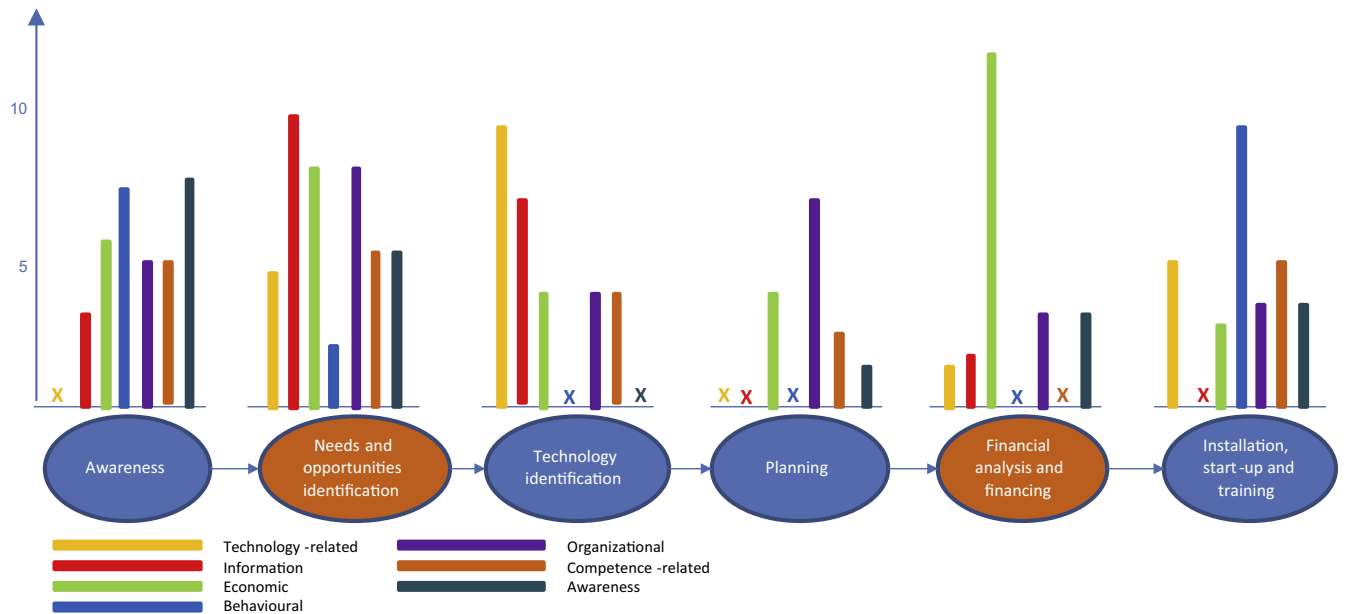 10
5
X
X
X
X
X
X
X
X
X
Awareness
Needs and
opportunities
identification
Technology
identification
Planning
Financial
analysis and
financing
Installation,
start-up and
training
Technology -related
Information
Economic
Behavioural
Organizational
Competence -related
Awareness